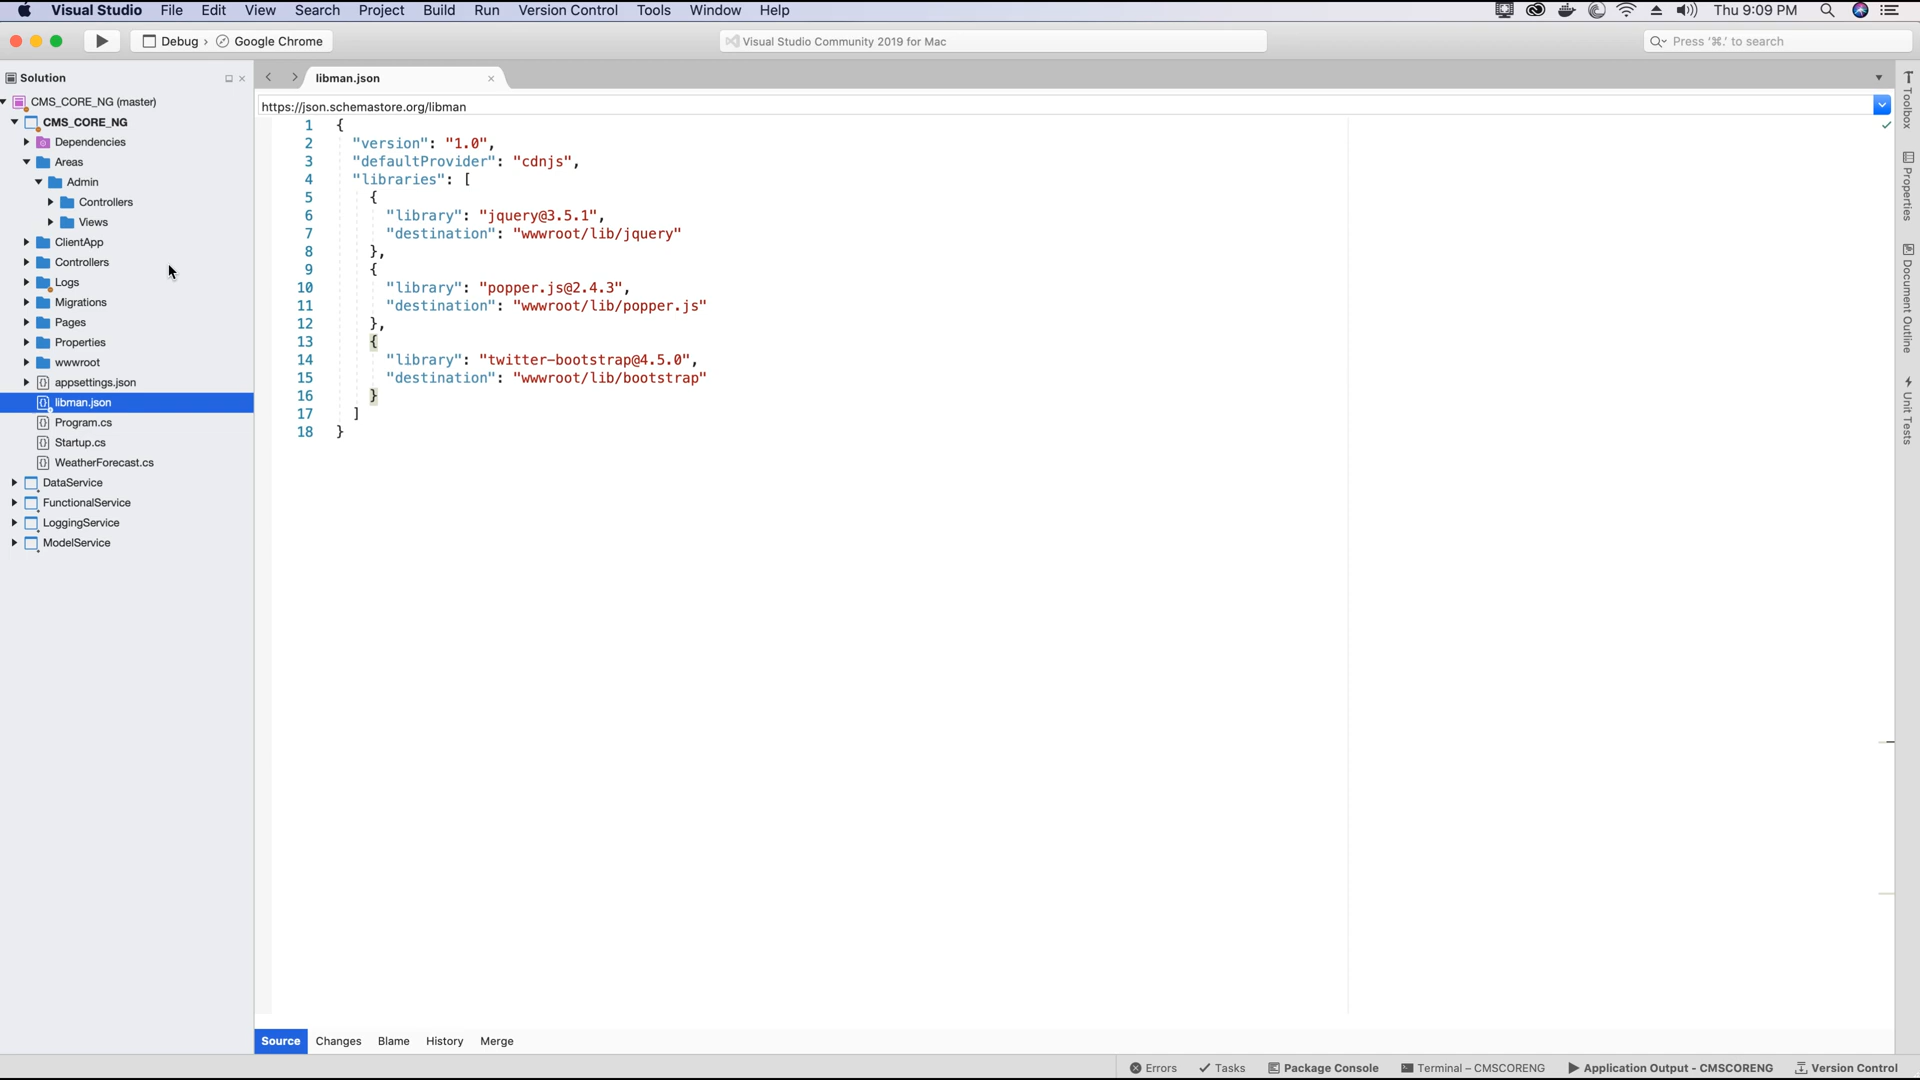 Visual Studio File Edit View Search Project Build Run Version Control Tools Window Help Thu 9:09 PM
Debug › Google Chrome Visual Studio Community 2019 for Mac Press '⌘.' to search
Solution
CMS_CORE_NG (master)
CMS_CORE_NG
Dependencies
Areas
Admin
Controllers
Views
ClientApp
Controllers
Logs
Migrations
Pages
Properties
wwwroot
appsettings.json
libman.json
Program.cs
Startup.cs
WeatherForecast.cs
DataService
FunctionalService
LoggingService
ModelService
libman.json
https://json.schemastore.org/libman
1 {
2 "version": "1.0",
3 "defaultProvider": "cdnjs",
4 "libraries": [
5 {
6 "library": "jquery@3.5.1",
7 "destination": "wwwroot/lib/jquery"
8 },
9 {
10 "library": "popper.js@2.4.3",
11 "destination": "wwwroot/lib/popper.js"
12 },
13 {
14 "library": "twitter-bootstrap@4.5.0",
15 "destination": "wwwroot/lib/bootstrap"
16 }
17 ]
18 }
Toolbox
Properties
Document Outline
Unit Tests
Source Changes Blame History Merge
Errors Tasks Package Console Terminal – CMSCORENG Application Output - CMSCORENG Version Control